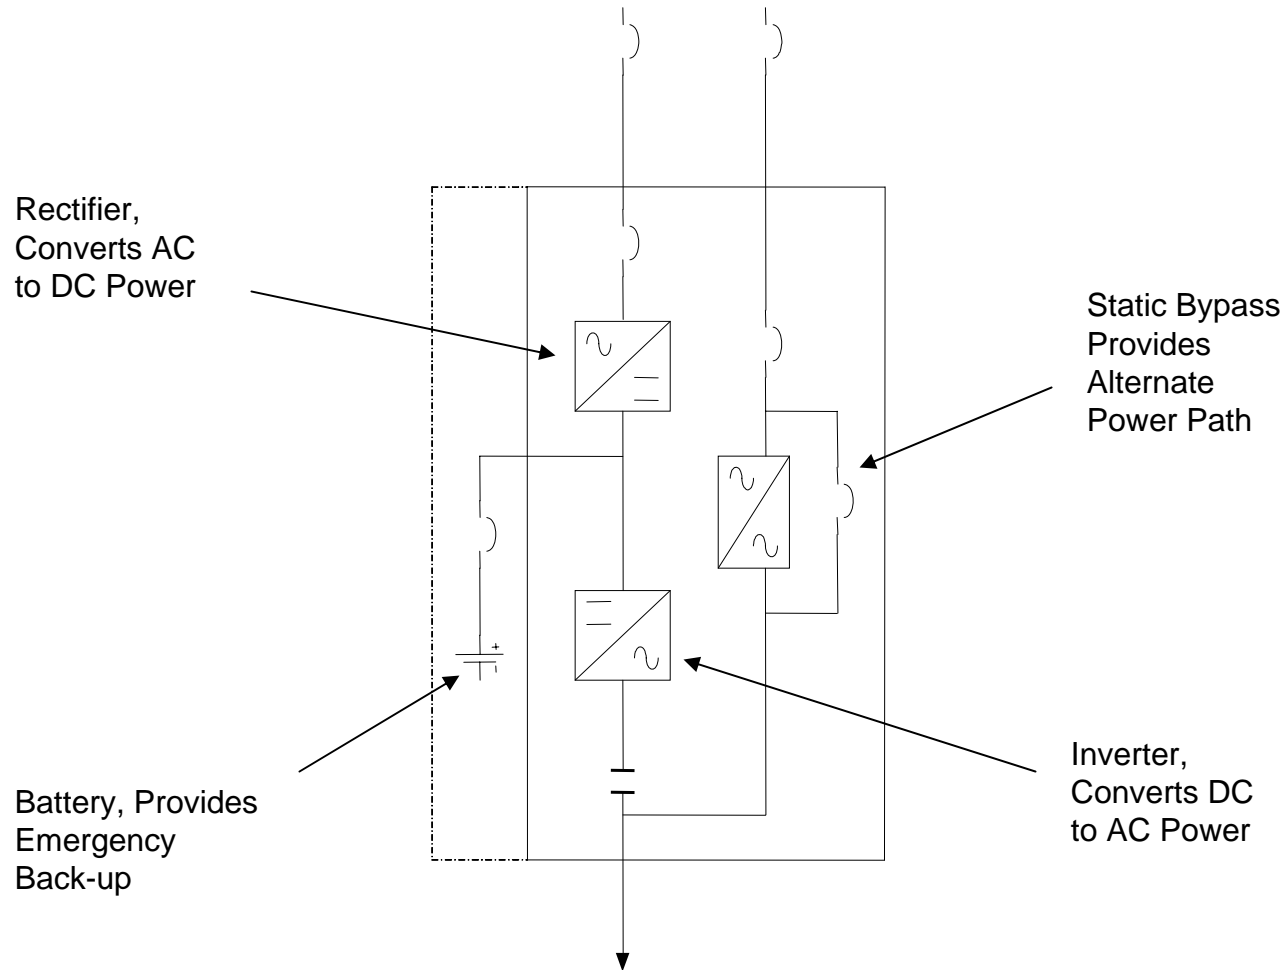 Rectifier,
Converts AC
to DC Power
Static Bypass
Provides
Alternate
Power Path
+
-
Battery, Provides
Emergency
Back-up
Inverter,
Converts DC
to AC Power